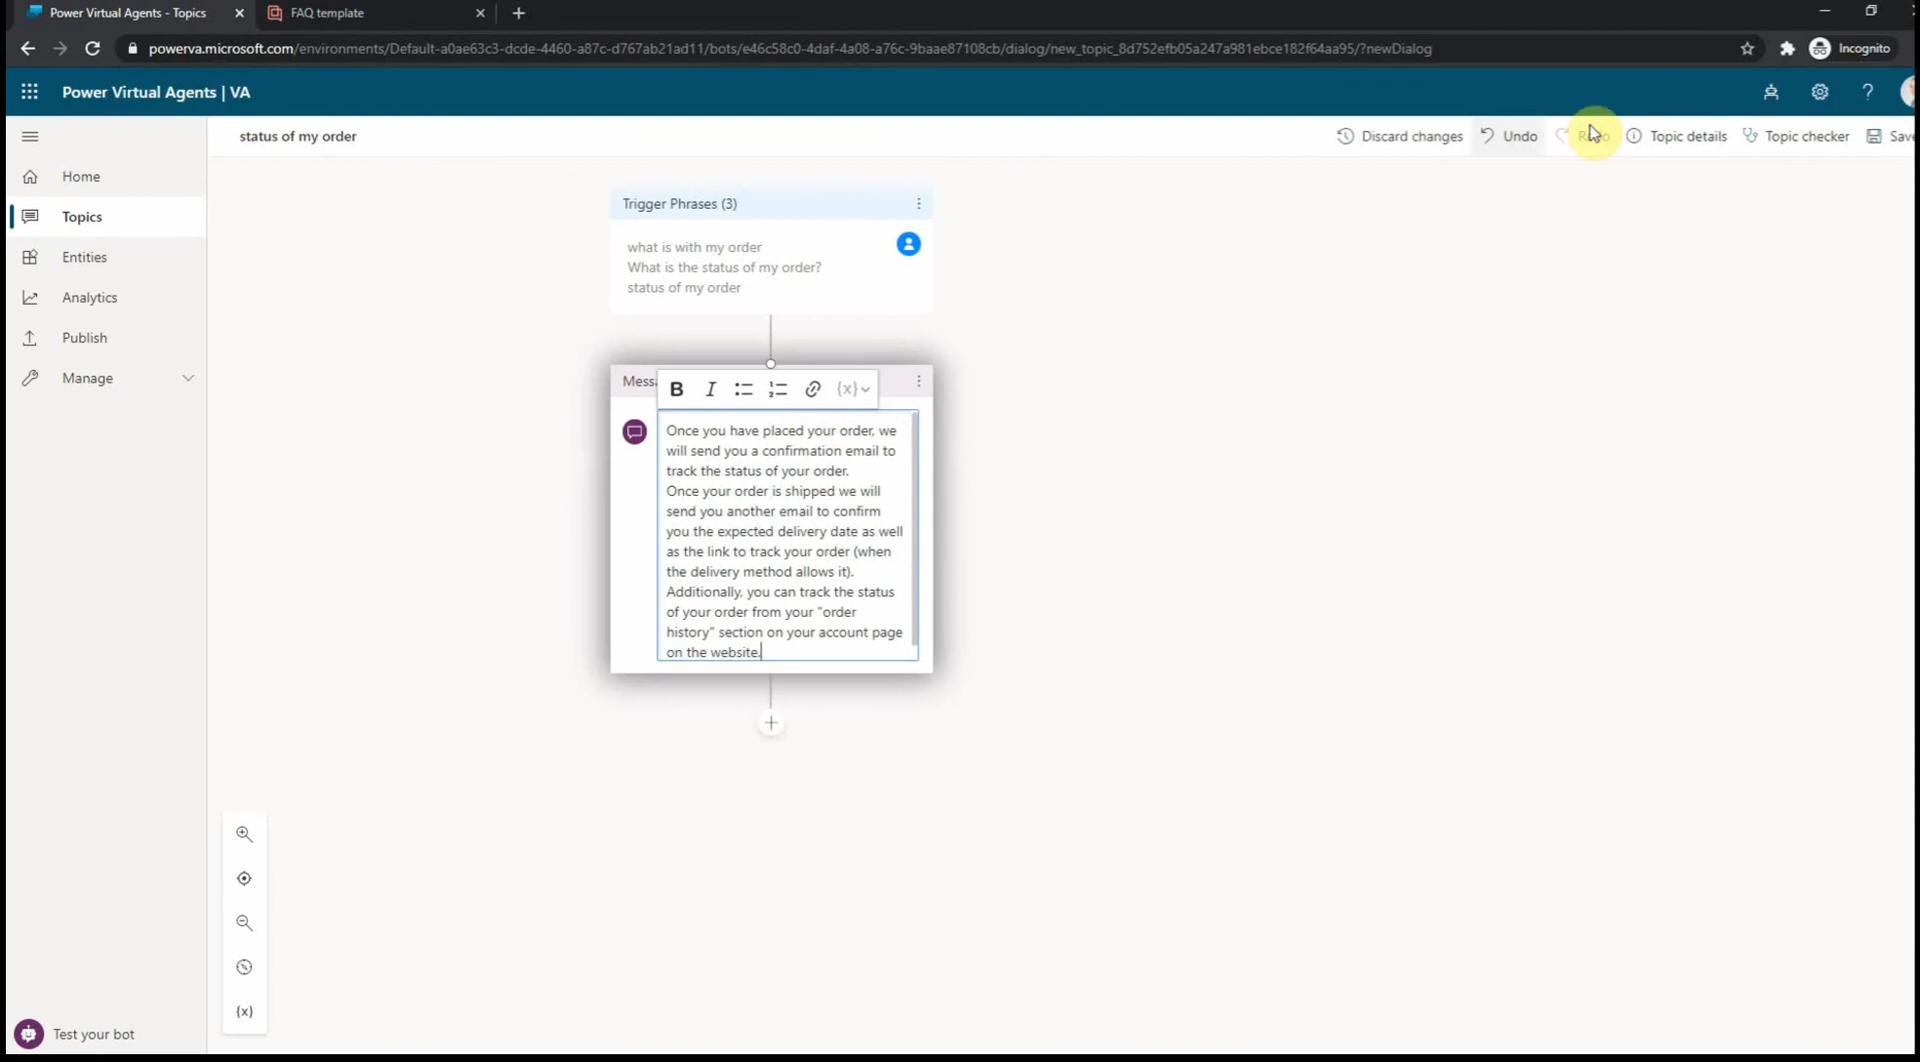 Power Virtual Agents - Topics
FAQ template
powerva.microsoft.com/environments/Default-a0ae63c3-dcde-4460-a87c-d767ab21ad11/bots/e46c58c0-4daf-4a08-a76c-9baae87108cb/dialog/new_topic_8d752efb05a247a981ebce182f64aa95/?newDialog
Incognito
Power Virtual Agents | VA
status of my order
Discard changes
Undo
Redo
Topic details
Topic checker
Save
Home
Topics
Entities
Analytics
Publish
Manage
Trigger Phrases (3)
what is with my order
What is the status of my order?
status of my order
Messa
B I {x}
Once you have placed your order, we
will send you a confirmation email to
track the status of your order.
Once your order is shipped we will
send you another email to confirm
you the expected delivery date as well
as the link to track your order (when
the delivery method allows it).
Additionally, you can track the status
of your order from your "order
history" section on your account page
on the website.
{x}
Test your bot